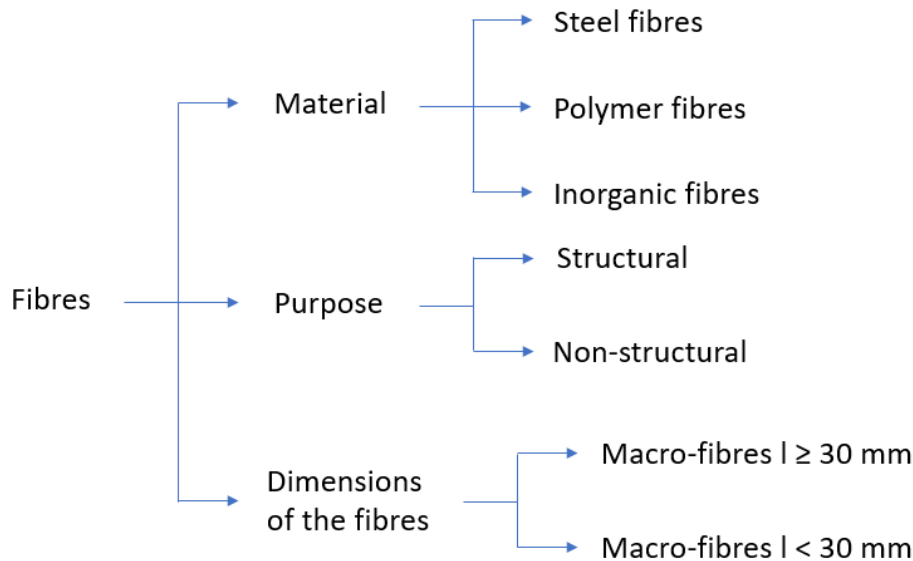 Fibres
Material
Steel fibres
Polymer fibres
Inorganic fibres
Purpose
Structural
Non-structural
Dimensions
of the fibres
Macro-fibres l ≥ 30 mm
Macro-fibres l < 30 mm